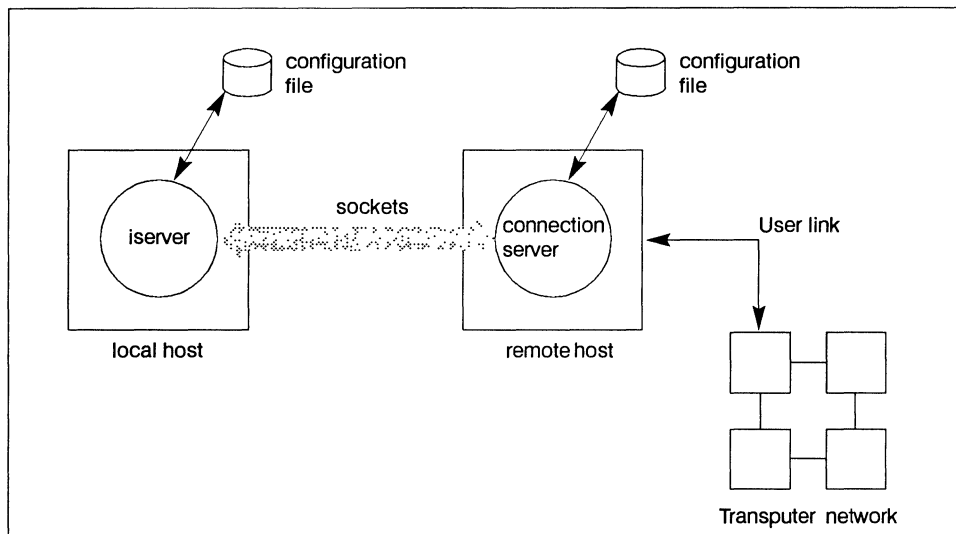 configuration
file
configuration
file
sockets
iserver
connection
server
User link
local host
remote host
Transputer network